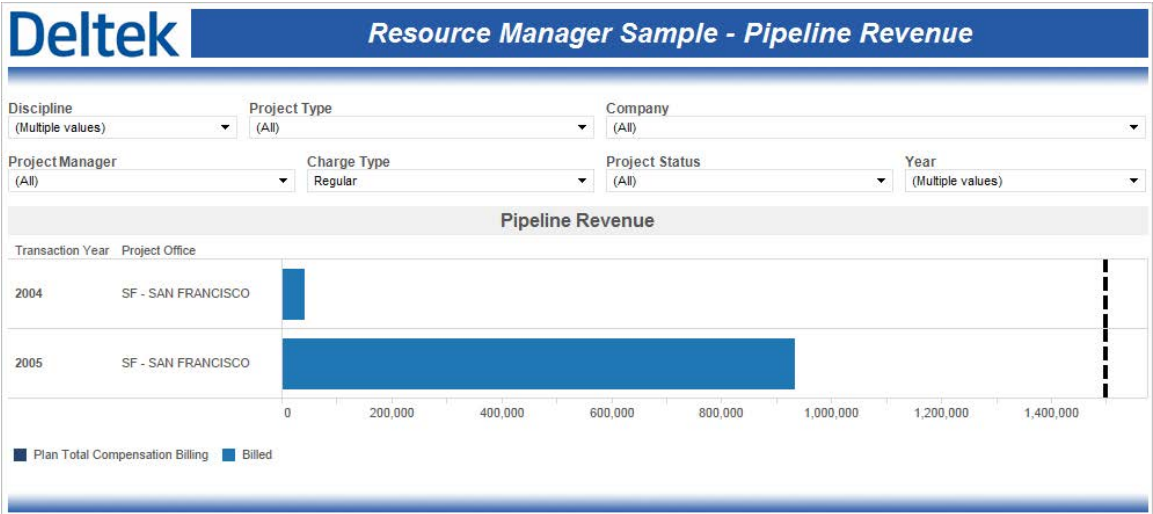 Deltek
Resource Manager Sample - Pipeline Revenue
Discipline Project Type Company
(Multiple values) (All) (All)
Project Manager Charge Type Project Status Year
(All) Regular (All) (Multiple values)
Pipeline Revenue
Transaction Year Project Office
2004 SF - SAN FRANCISCO
2005 SF - SAN FRANCISCO
0 200,000 400,000 600,000 800,000 1,000,000 1,200,000 1,400,000
Plan Total Compensation Billing Billed